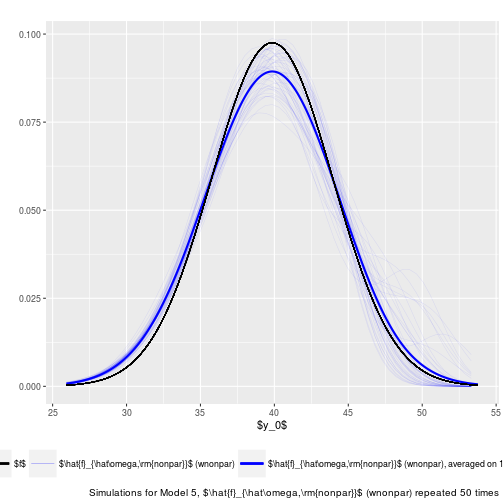 0.100
0.075
0.050
0.025
0.000
25 30 35 40 45 50 55
$y_0$
$f$ $\hat{f}_{\hat\omega,\rm{nonpar}}$ (wnonpar) $\hat{f}_{\hat\omega,\rm{nonpar}}$ (wnonpar), averaged on 1
Simulations for Model 5, $\hat{f}_{\hat\omega,\rm{nonpar}}$ (wnonpar) repeated 50 times